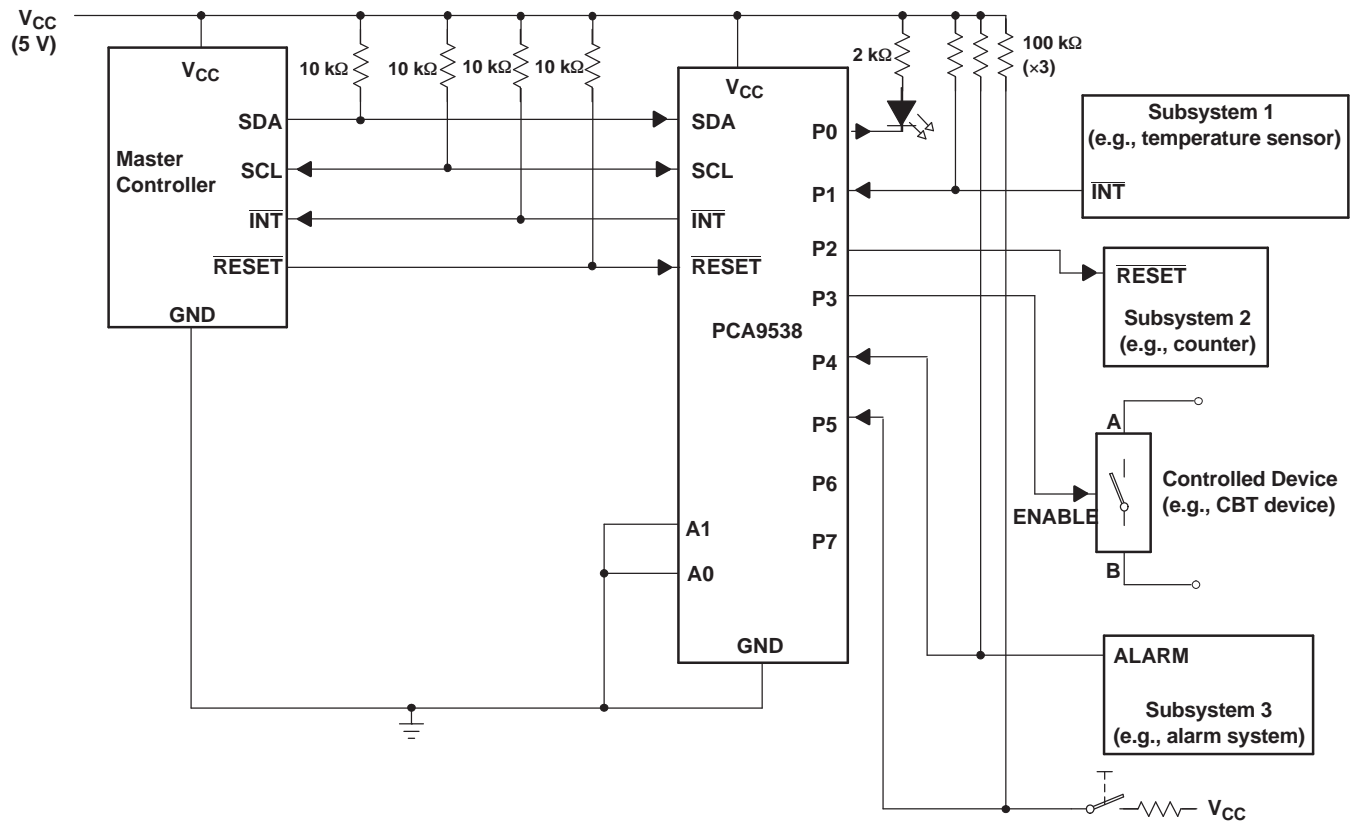 VCC
(5 V)
VCC
SDA
Master
Controller
SCL
INT
RESET
GND
10 kΩ
10 kΩ
10 kΩ
10 kΩ
VCC
SDA
SCL
INT
RESET
PCA9538
A1
A0
GND
P0
P1
P2
P3
P4
P5
P6
P7
2 kΩ
100 kΩ
(×3)
Subsystem 1
(e.g., temperature sensor)
INT
RESET
Subsystem 2
(e.g., counter)
A
Controlled Device
(e.g., CBT device)
ENABLE
B
ALARM
Subsystem 3
(e.g., alarm system)
VCC